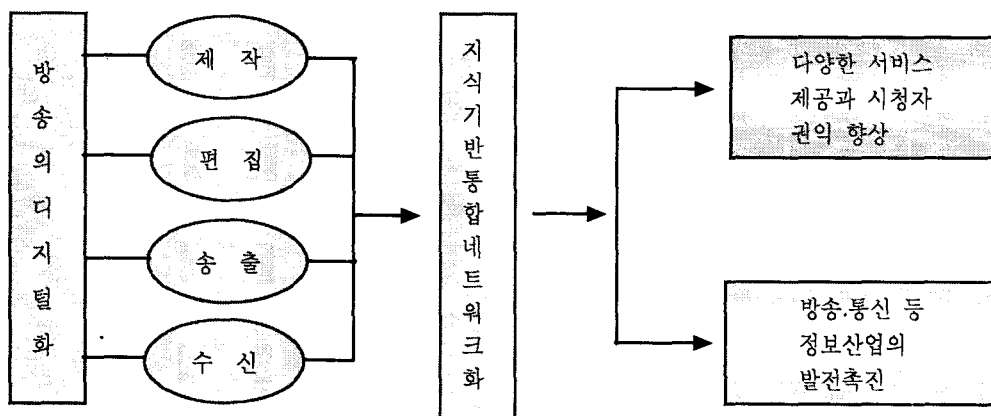 방송의디지털화
제 작
편 집
송 출
수 신
지식기반통합네트워크화
다양한 서비스
제공과 시청자
권익 향상
방송.통신 등
정보산업의
발전촉진